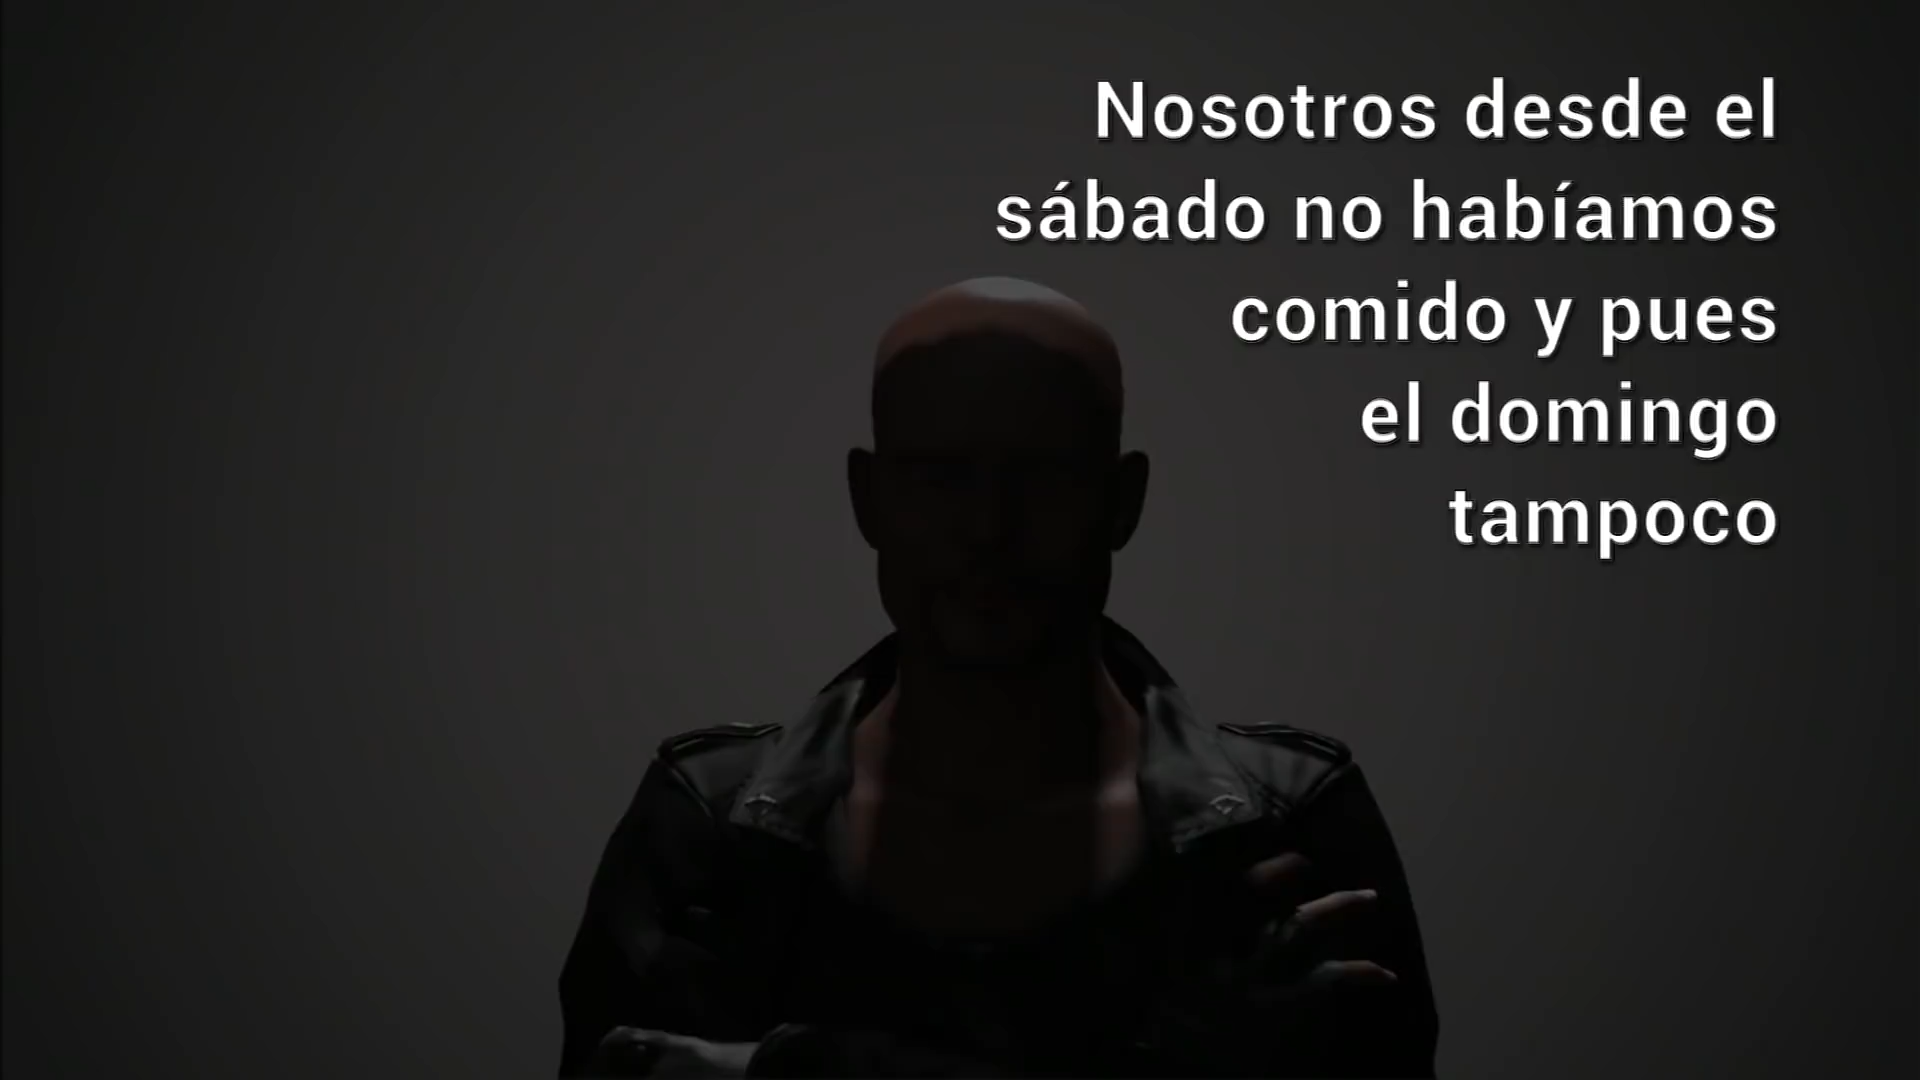 Nosotros desde el
sábado no habíamos
comido y pues
el domingo
tampoco